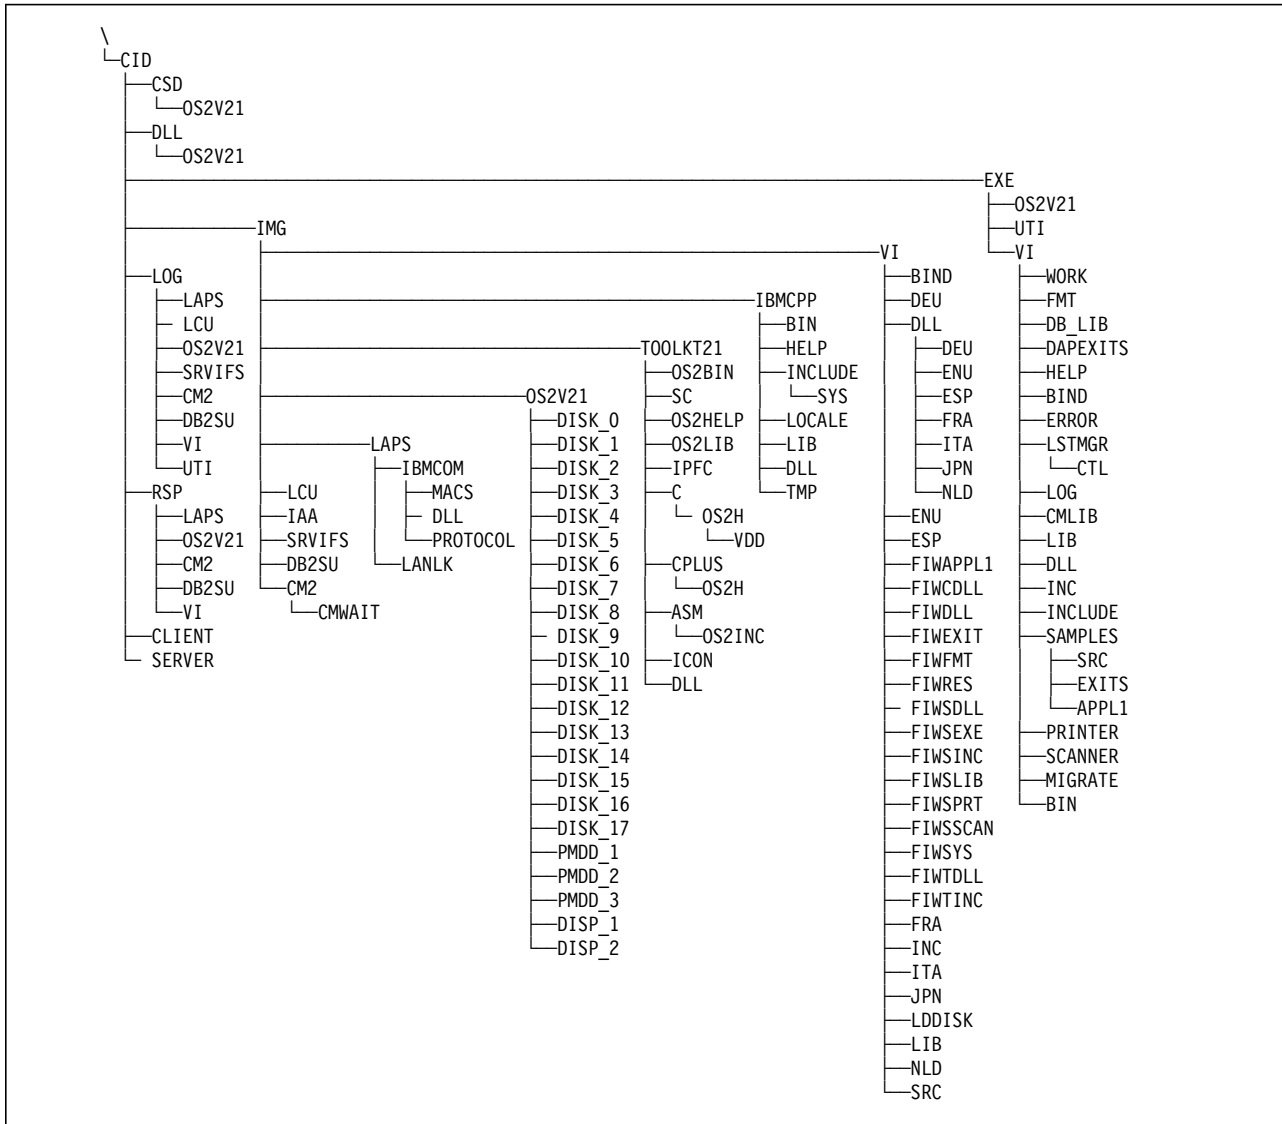 \
CID
CSD
OS2V21
DLL
OS2V21
EXE
OS2V21
IMG UTI
VI VI
LOG BIND WORK
LAPS IBMCPP DEU FMT
LCU BIN DLL DB_LIB
OS2V21 TOOLKT21 HELP DEU DAPEXITS
SRVIFS OS2BIN INCLUDE ENU HELP
CM2 OS2V21 SC SYS ESP BIND
DB2SU DISK_0 OS2HELP LOCALE FRA ERROR
VI LAPS DISK_1 OS2LIB LIB ITA LSTMGR
UTI IBMCOM DISK_2 IPFC DLL JPN CTL
RSP LCU MACS DISK_3 C TMP NLD LOG
LAPS IAA DLL DISK_4 OS2H ENU CMLIB
OS2V21 SRVIFS PROTOCOL DISK_5 VDD ESP LIB
CM2 DB2SU LANLK DISK_6 CPLUS FIWAPPL1 DLL
DB2SU CM2 DISK_7 OS2H FIWCDLL INC
VI CMWAIT DISK_8 ASM FIWDLL INCLUDE
CLIENT DISK_9 OS2INC FIWEXIT SAMPLES
SERVER DISK_10 ICON FIWFMT SRC
DISK_11 DLL FIWRES EXITS
DISK_12 FIWSDLL APPL1
DISK_13 FIWSEXE PRINTER
DISK_14 FIWSINC SCANNER
DISK_15 FIWSLIB MIGRATE
DISK_16 FIWSPRT BIN
DISK_17 FIWSSCAN
PMDD_1 FIWSYS
PMDD_2 FIWTDLL
PMDD_3 FIWTINC
DISP_1 FRA
DISP_2 INC
ITA
JPN
LDDISK
LIB
NLD
SRC